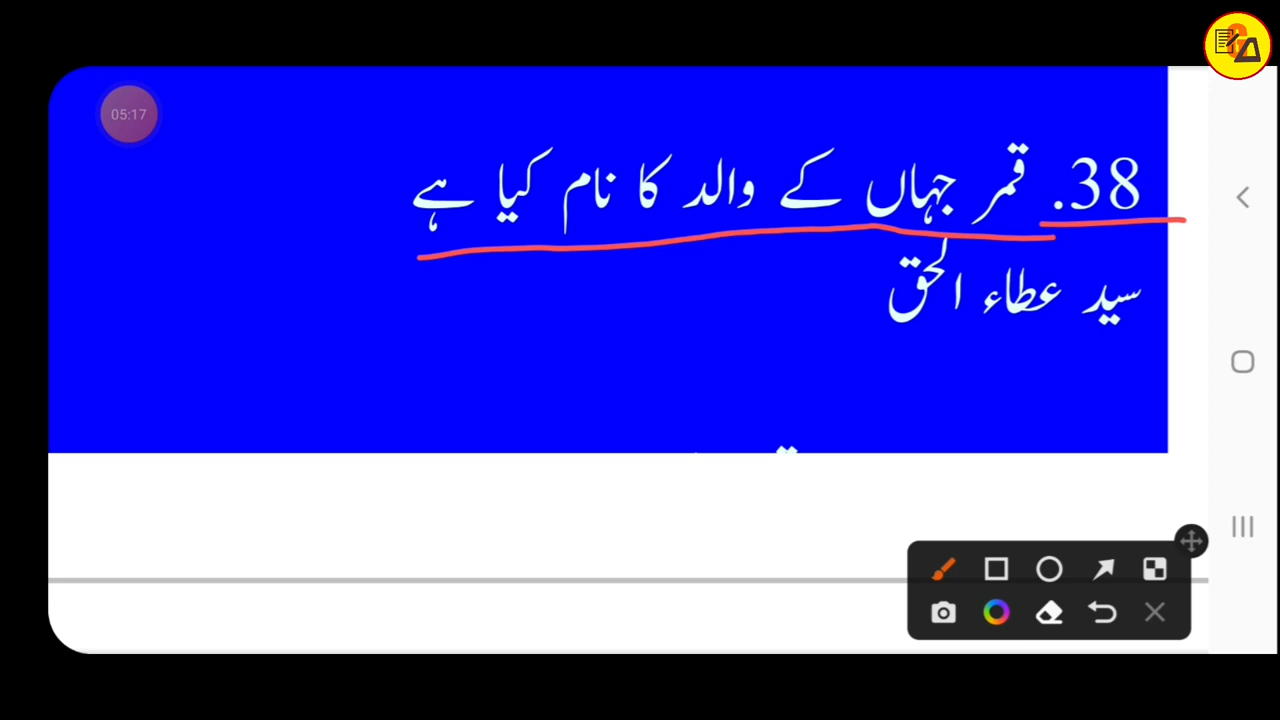 05:17
38. قمر جہاں کے والد کا نام کیا ہے
سید عطاء الحق